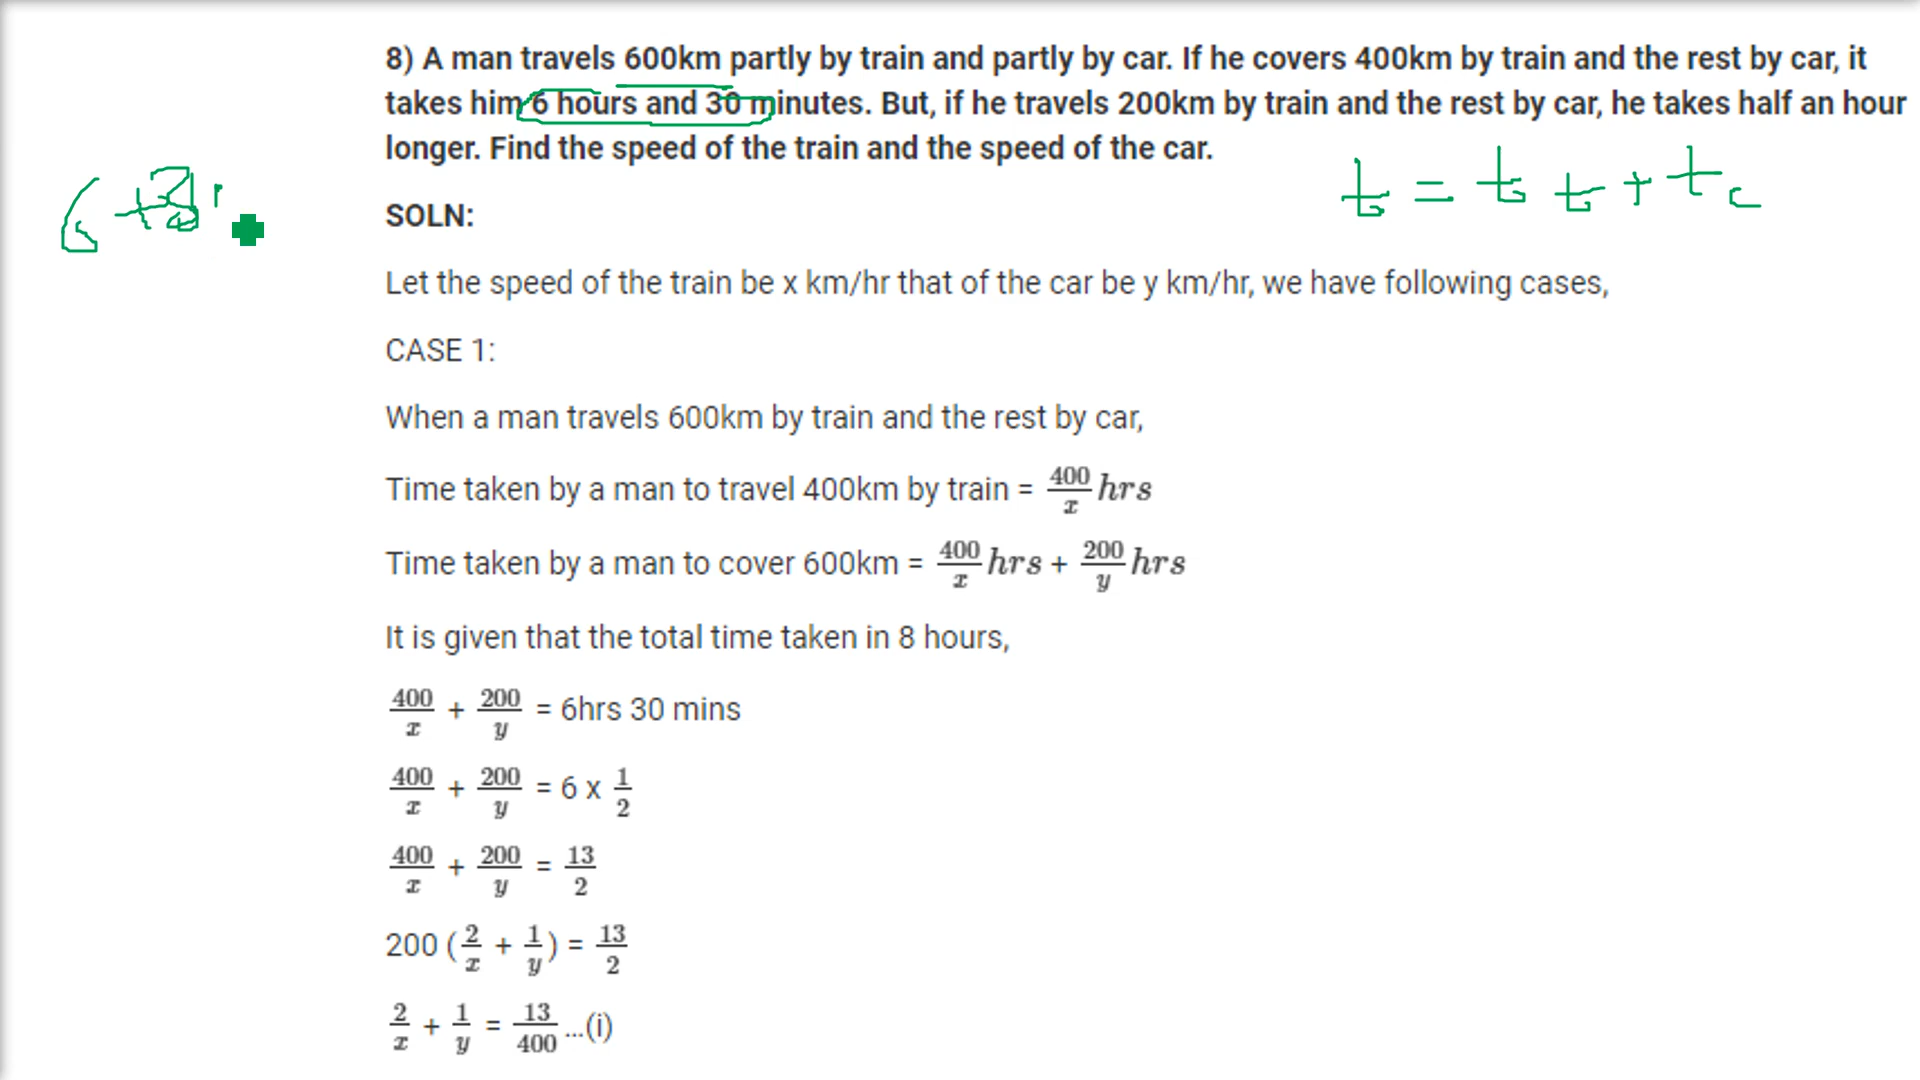 8) A man travels 600km partly by train and partly by car. If he covers 400km by train and the rest by car, it
takes him 6 hours and 30 minutes. But, if he travels 200km by train and the rest by car, he takes half an hour
longer. Find the speed of the train and the speed of the car.
t = t t + t c
6 +
SOLN:
Let the speed of the train be x km/hr that of the car be y km/hr, we have following cases,
CASE 1:
When a man travels 600km by train and the rest by car,
Time taken by a man to travel 400km by train = 400/x hrs
Time taken by a man to cover 600km = 400/x hrs + 200/y hrs
It is given that the total time taken in 8 hours,
400/x + 200/y = 6hrs 30 mins
400/x + 200/y = 6 x 1/2
400/x + 200/y = 13/2
200 (2/x + 1/y) = 13/2
2/x + 1/y = 13/400 ...(i)